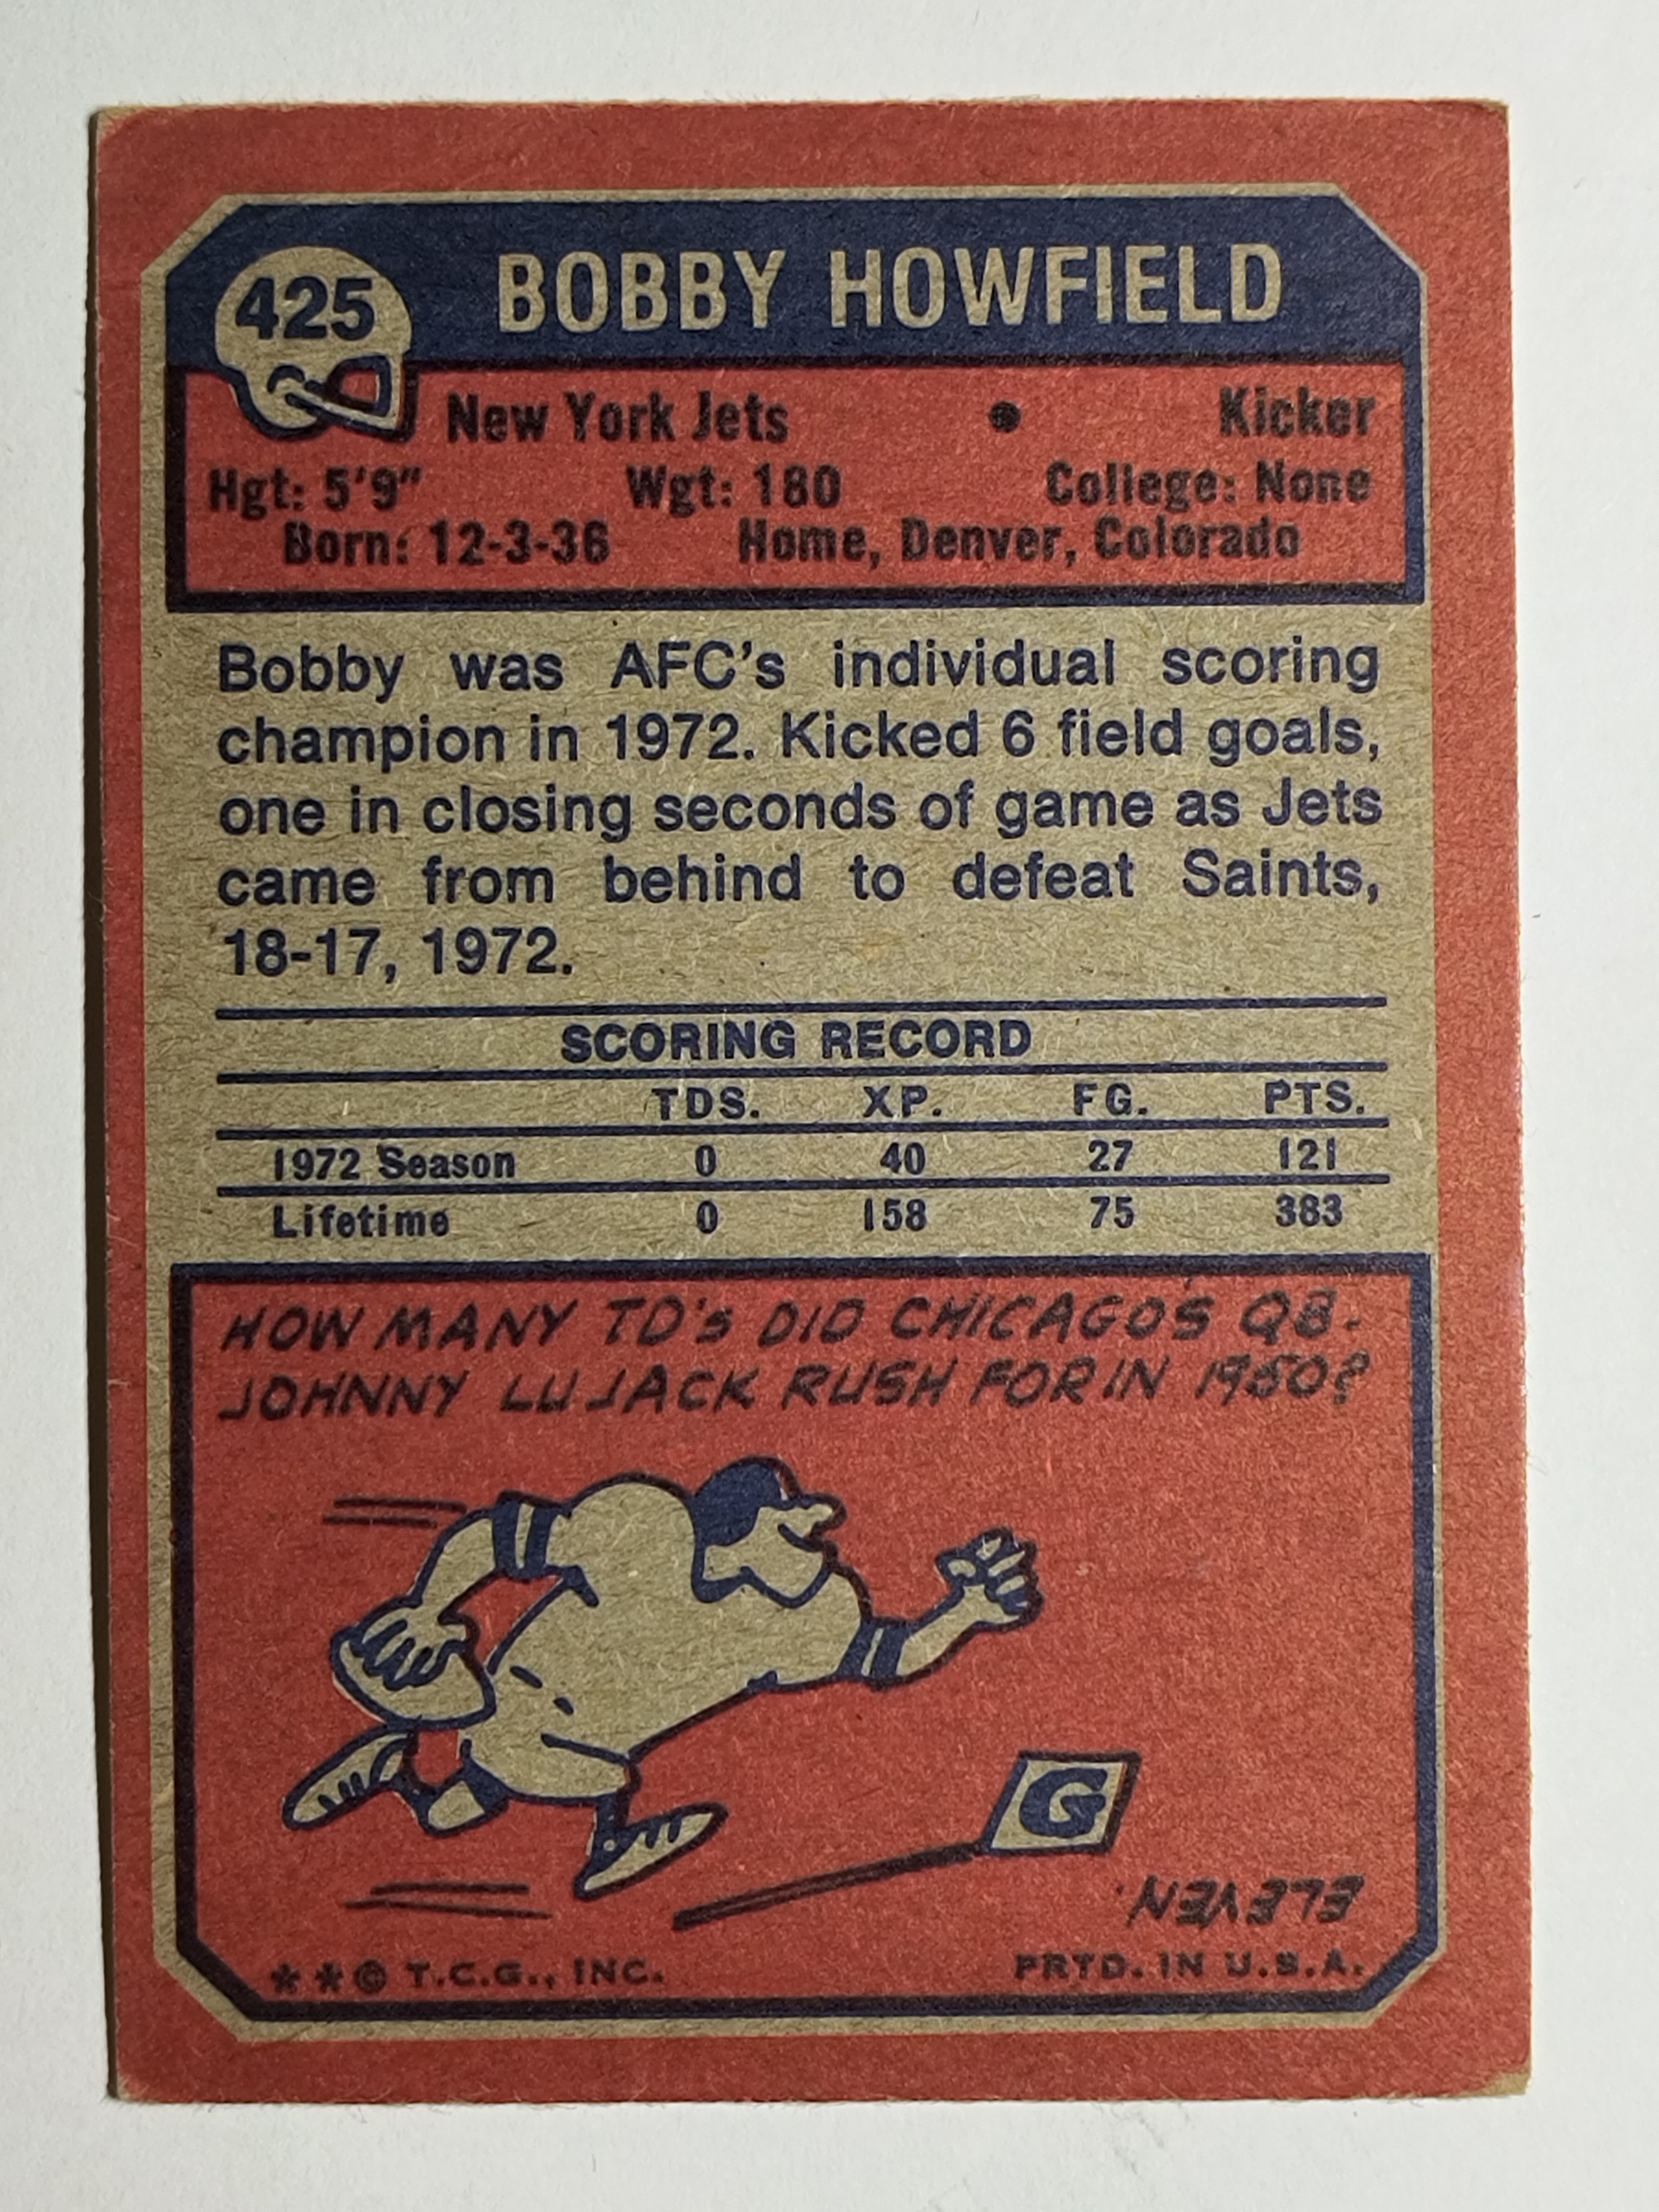 425
BOBBY HOWFIELD
New York Jets • Kicker
Hgt: 5'9" Wgt: 180 College: None
Born: 12-3-36 Home, Denver, Colorado
Bobby was AFC's individual scoring
champion in 1972. Kicked 6 field goals,
one in closing seconds of game as Jets
came from behind to defeat Saints,
18-17, 1972.
SCORING RECORD
TDS. XP. FG. PTS.
1972 Season 0 40 27 121
Lifetime 0 158 75 383
HOW MANY TD's DID CHICAGO'S QB.
JOHNNY LUJACK RUSH FOR IN 1950?
G
ELEVEN.
**© T.C.G., INC. PRTD. IN U.S.A.